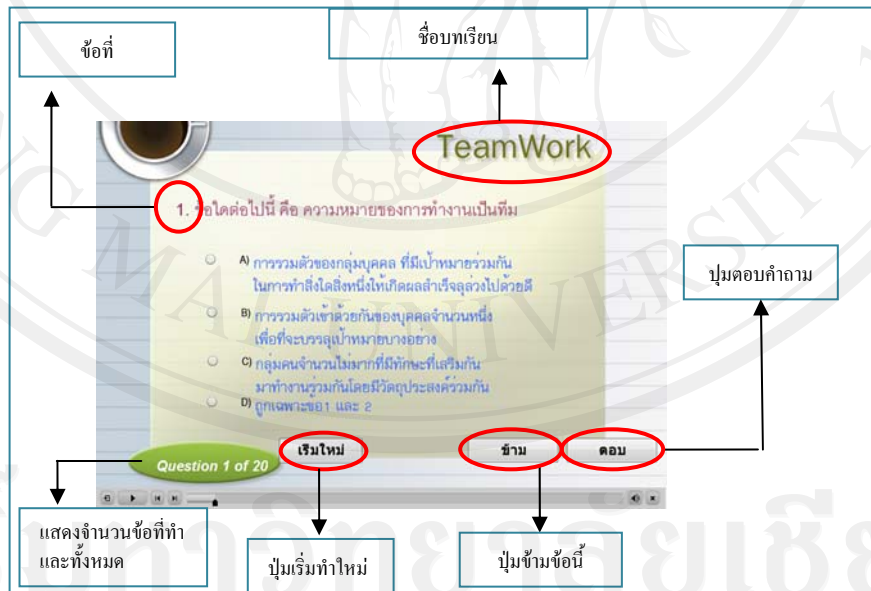 ข้อที่
ชื่อบทเรียน
TeamWork
1. ข้อใดต่อไปนี้ คือ ความหมายของการทำงานเป็นทีม
A) การรวมตัวของกลุ่มบุคคล ที่มีเป้าหมายร่วมกัน
ในการทำสิ่งใดสิ่งหนึ่งให้เกิดผลสำเร็จลุล่วงไปด้วยดี
B) การรวมตัวเข้าด้วยกันของบุคคลจำนวนหนึ่ง
เพื่อที่จะบรรลุเป้าหมายบางอย่าง
C) กลุ่มคนจำนวนไม่มากที่มีทักษะที่เสริมกัน
มาทำงานร่วมกันโดยมีวัตถุประสงค์ร่วมกัน
D) ถูกเฉพาะข้อ1 และ 2
ปุ่มตอบคำถาม
เริ่มใหม่
ข้าม
ตอบ
Question 1 of 20
แสดงจำนวนข้อที่ทำ
และทั้งหมด
ปุ่มเริ่มทำใหม่
ปุ่มข้ามข้อนี้